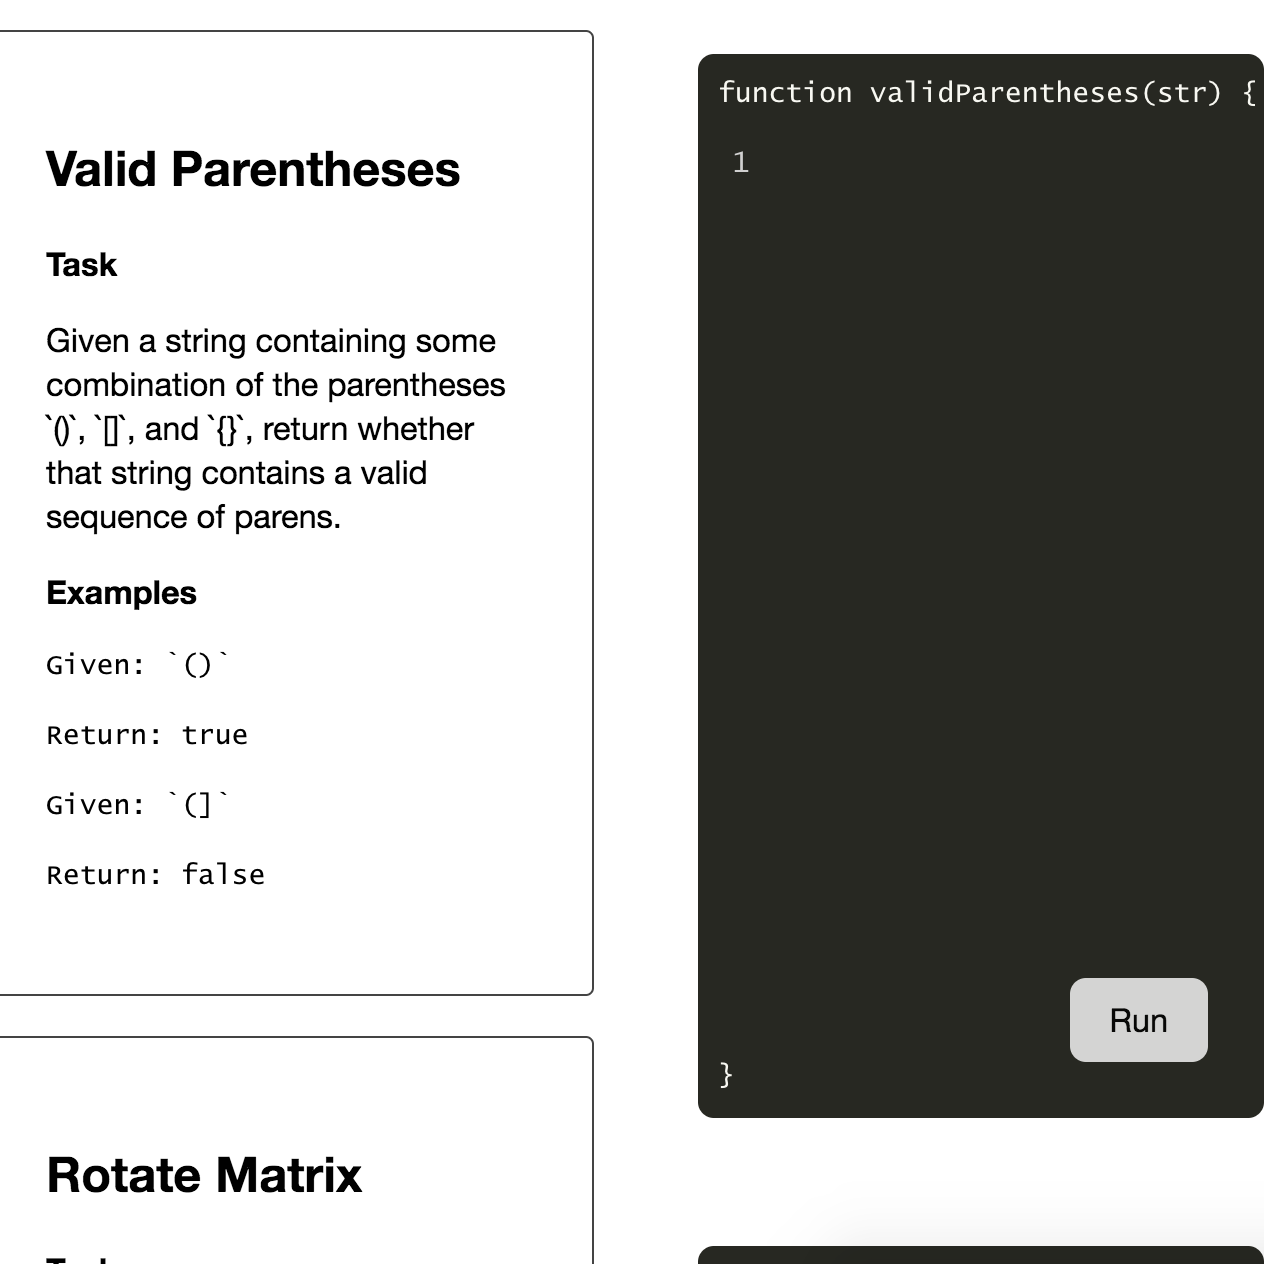 Valid Parentheses
Task
Given a string containing some
combination of the parentheses
`()`, `[]`, and `{}`, return whether
that string contains a valid
sequence of parens.
Examples
Given: `()`
Return: true
Given: `(]`
Return: false
Rotate Matrix
function validParentheses(str) {
1
Run
}